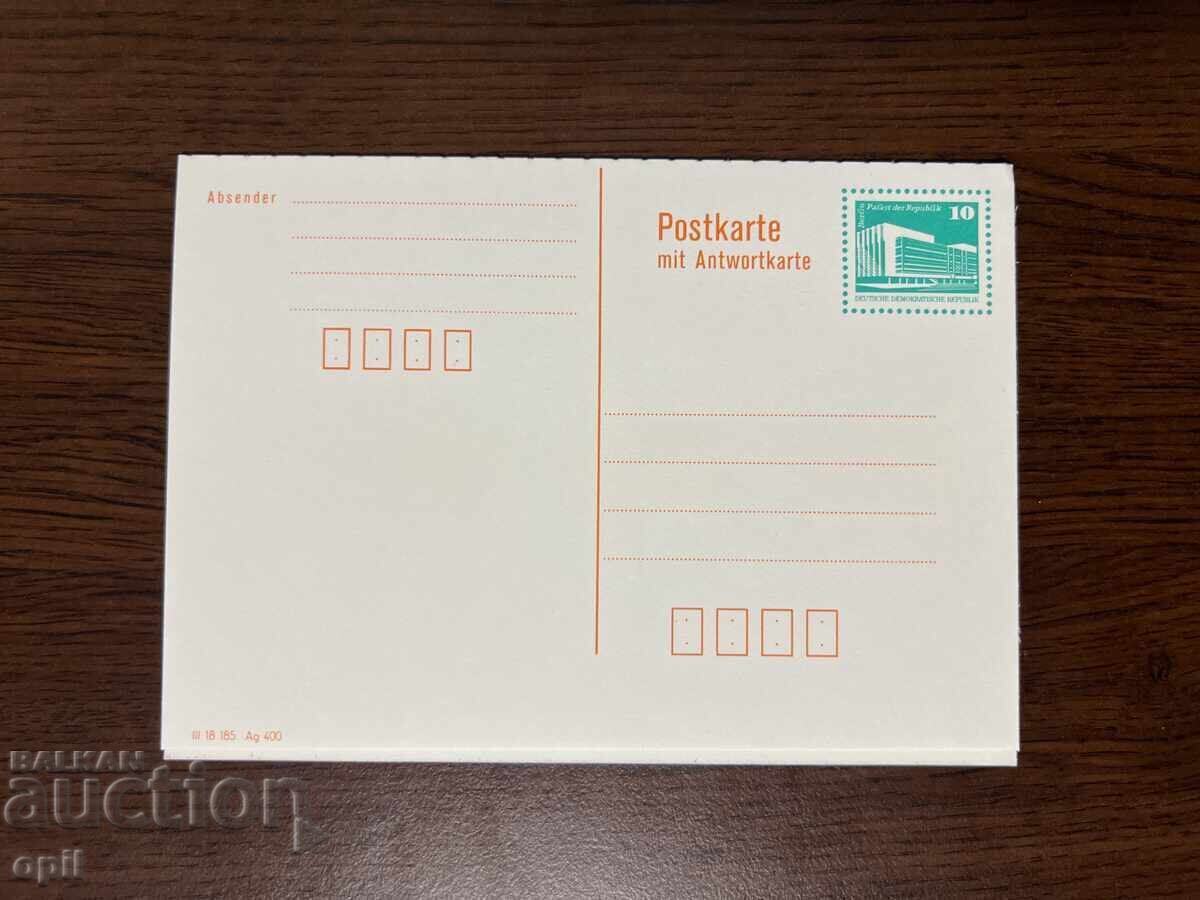 Absender
Postkarte
mit Antwortkarte
Berlin
Palast der Republik 10
DEUTSCHE DEMOKRATISCHE REPUBLIK
III 18 185 Ag 400
BALKAN
auction
opil